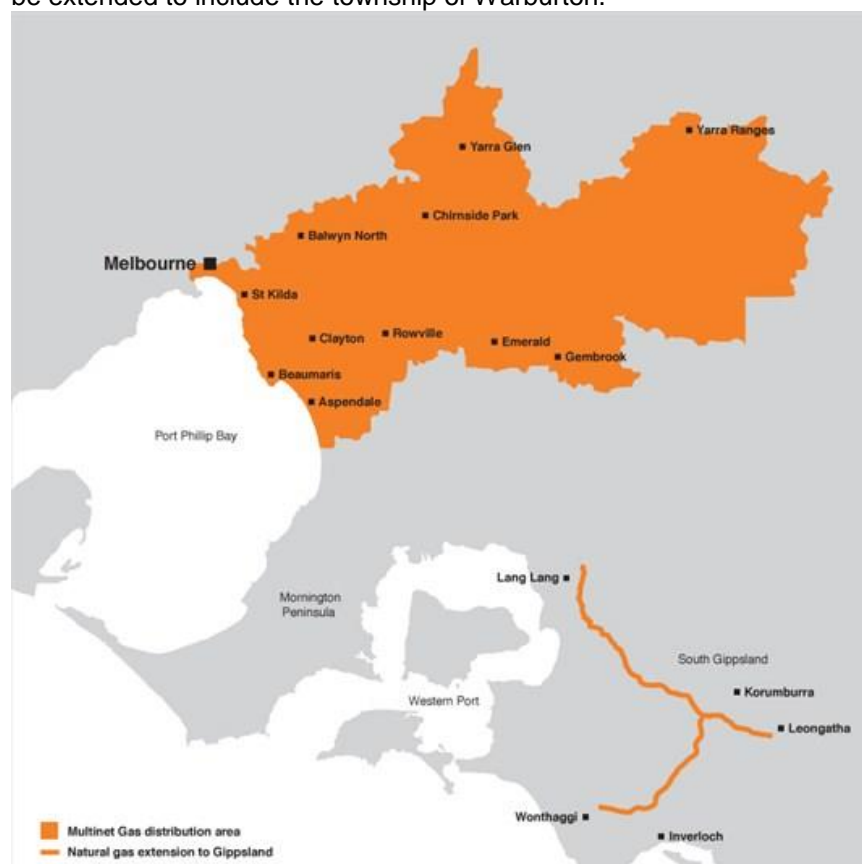 be extended to include the township of Warburton.
Yarra Ranges
Yarra Glen
Chirnside Park
Balwyn North
Melbourne
St Kilda
Clayton
Rowville
Emerald
Gembrook
Beaumaris
Aspendale
Port Phillip Bay
Lang Lang
Mornington
Peninsula
South Gippsland
Korumburra
Western Port
Leongatha
Wonthaggi
Inverloch
Multinet Gas distribution area
Natural gas extension to Gippsland